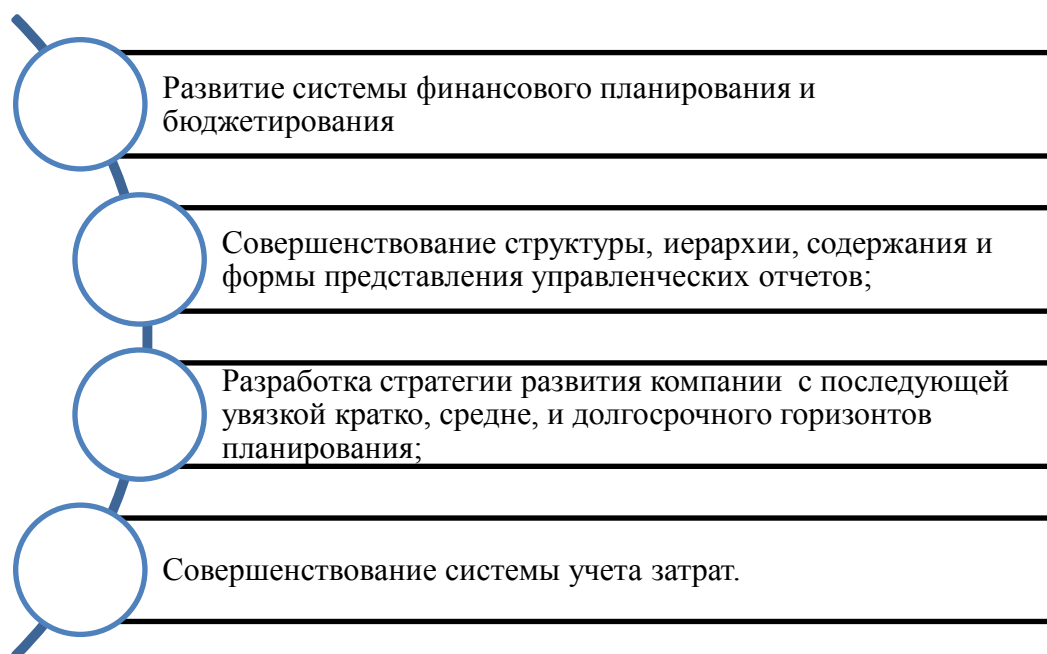 Развитие системы финансового планирования и
бюджетирования
Совершенствование структуры, иерархии, содержания и
формы представления управленческих отчетов;
Разработка стратегии развития компании с последующей
увязкой кратко, средне, и долгосрочного горизонтов
планирования;
Совершенствование системы учета затрат.